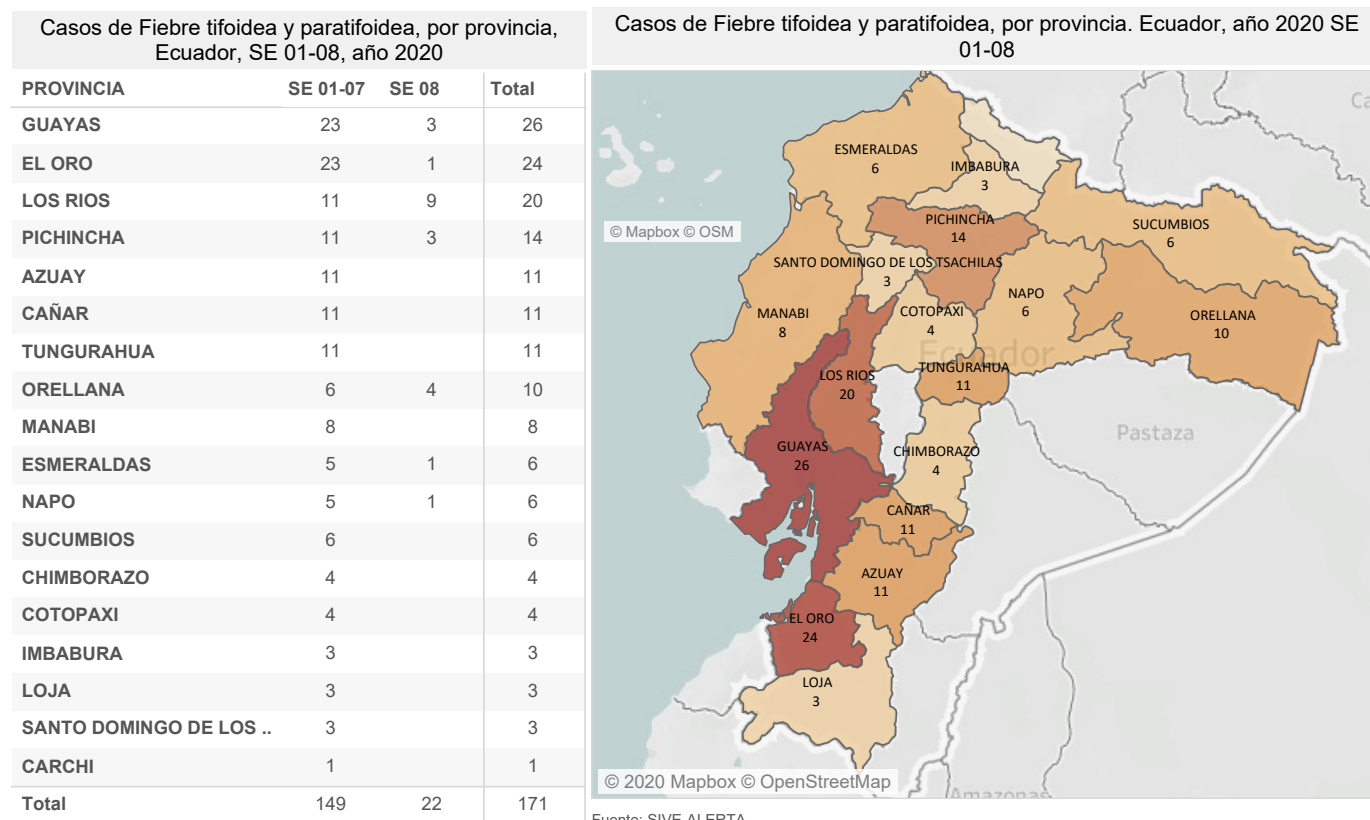 Casos de Fiebre tifoidea y paratifoidea, por provincia,
Ecuador, SE 01-08, año 2020
PROVINCIA SE 01-07 SE 08 Total
GUAYAS 23 3 26
EL ORO 23 1 24
LOS RIOS 11 9 20
PICHINCHA 11 3 14
AZUAY 11 11
CAÑAR 11 11
TUNGURAHUA 11 11
ORELLANA 6 4 10
MANABI 8 8
ESMERALDAS 5 1 6
NAPO 5 1 6
SUCUMBIOS 6 6
CHIMBORAZO 4 4
COTOPAXI 4 4
IMBABURA 3 3
LOJA 3 3
SANTO DOMINGO DE LOS .. 3 3
CARCHI 1 1
Total 149 22 171
Casos de Fiebre tifoidea y paratifoidea, por provincia. Ecuador, año 2020 SE
01-08
Ca
ESMERALDAS
6
IMBABURA
3
PICHINCHA
14
SUCUMBIOS
6
© Mapbox © OSM
SANTO DOMINGO DE LOS TSACHILAS
3
NAPO
6
MANABI
8
COTOPAXI
4
ORELLANA
10
Ecuador
TUNGURAHUA
11
LOS RIOS
20
Pastaza
GUAYAS
26
CHIMBORAZO
4
CAÑAR
11
AZUAY
11
EL ORO
24
LOJA
3
© 2020 Mapbox © OpenStreetMap
Amazonas
Fuente: SIVE ALERTA